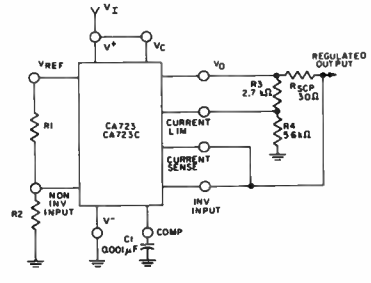 VI
V+
VC
VREF
VO
REGULATED
OUTPUT
R3
2.7 kΩ
RSCP
30Ω
R1
CA723
CA723C
CURRENT
LIM
R4
5.6kΩ
CURRENT
SENSE
NON
INV
INPUT
R2
INV
INPUT
V-
COMP
C1
0.001µF